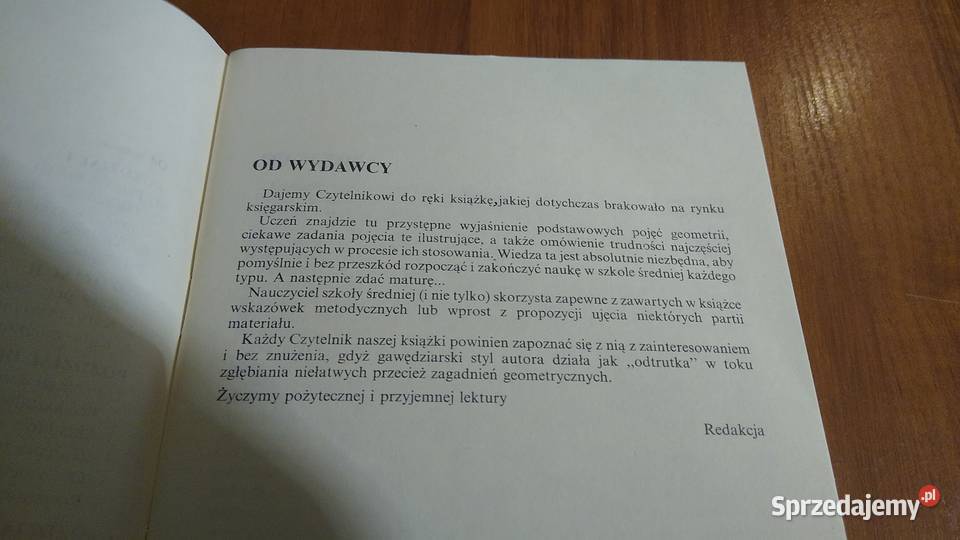 OD WYDAWCY
Dajemy Czytelnikowi do ręki książkę,jakiej dotychczas brakowało na rynku
księgarskim.
Uczeń znajdzie tu przystępne wyjaśnienie podstawowych pojęć geometrii,
ciekawe zadania pojęcia te ilustrujące, a także omówienie trudności najczęściej
występujących w procesie ich stosowania. Wiedza ta jest absolutnie niezbędna, aby
pomyślnie i bez przeszkód rozpocząć i zakończyć naukę w szkole średniej każdego
typu. A następnie zdać maturę...
Nauczyciel szkoły średniej (i nie tylko) skorzysta zapewne z zawartych w książce
wskazówek metodycznych lub wprost z propozycji ujęcia niektórych partii
materiału.
Każdy Czytelnik naszej książki powinien zapoznać się z nią z zainteresowaniem
i bez znużenia, gdyż gawędziarski styl autora działa jak „odtrutka” w toku
zgłębiania niełatwych przecież zagadnień geometrycznych.
Życzymy pożytecznej i przyjemnej lektury
Redakcja
Sprzedajemy.pl